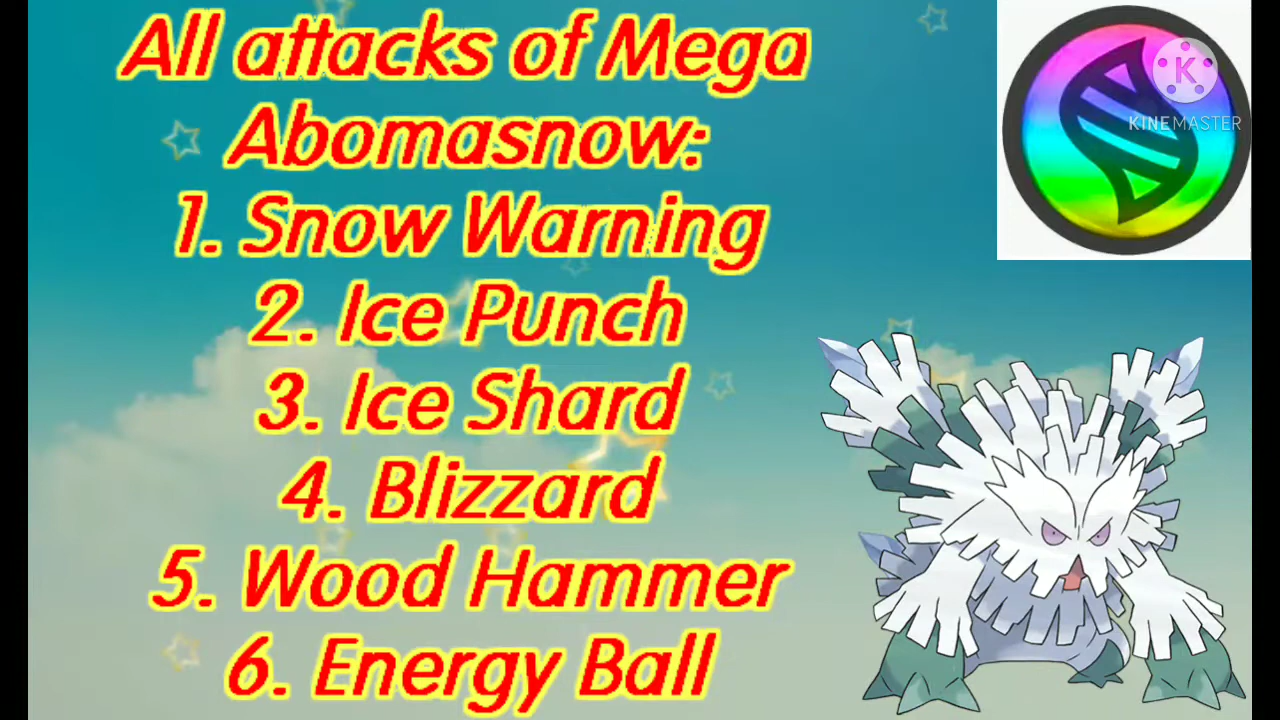 All attacks of Mega
Abomasnow:
1. Snow Warning
2. Ice Punch
3. Ice Shard
4. Blizzard
5. Wood Hammer
6. Energy Ball
K
KINEMASTER